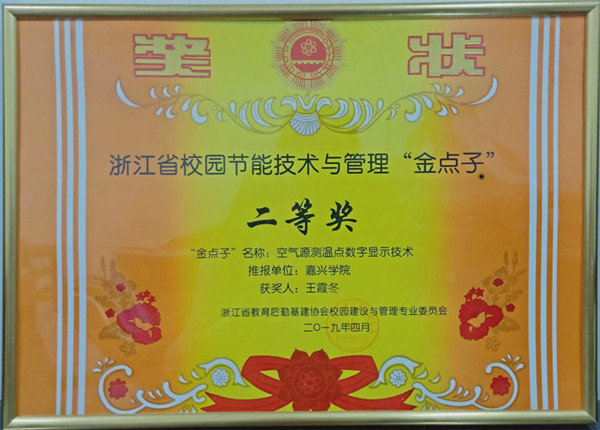 奖状
浙江省校园节能技术与管理“金点子”
二等奖
“金点子”名称：空气源测温点数字显示技术
推报单位：嘉兴学院
获奖人：王霞冬
浙江省教育后勤基建协会校园建设与管理专业委员会
二〇一九年四月